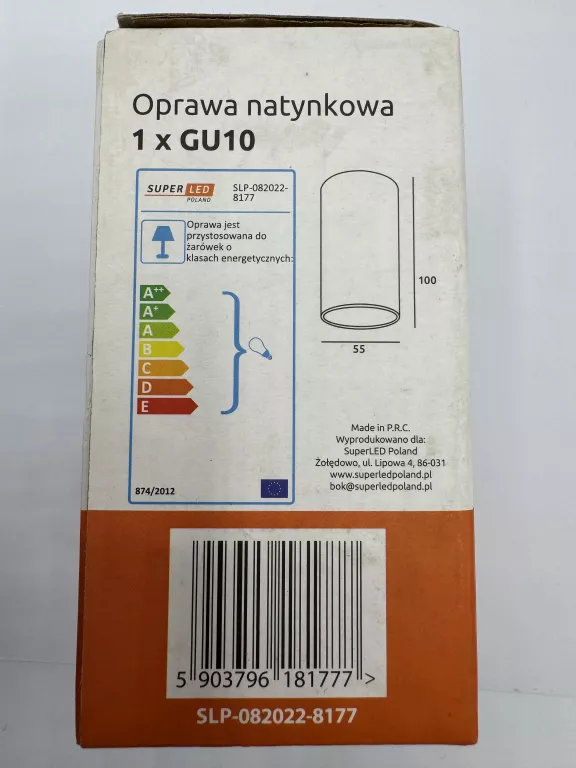 Oprawa natynkowa
1 x GU10
SUPER LED
POLAND
SLP-082022-
8177
Oprawa jest
przystosowana do
żarówek o
klasach energetycznych:
A++
A+
A
B
C
D
E
874/2012
100
55
Made in P.R.C.
Wyprodukowano dla:
SuperLED Poland
Żołędowo, ul. Lipowa 4, 86-031
www.superledpoland.pl
bok@superledpoland.pl
5 903796 181777 >
SLP-082022-8177